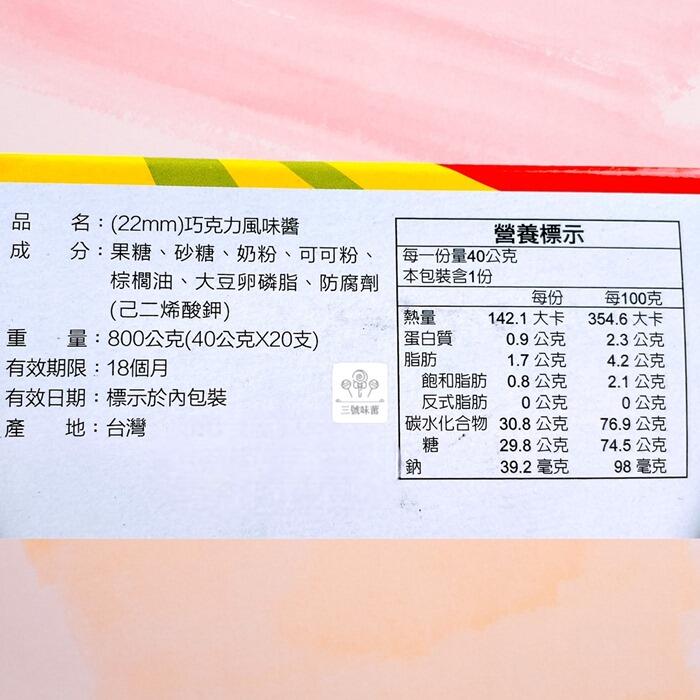 品 名：(22mm)巧克力風味醬
成 分：果糖、砂糖、奶粉、可可粉、
棕櫚油、大豆卵磷脂、防腐劑
(己二烯酸鉀)
重 量：800公克(40公克X20支)
有效期限：18個月
有效日期：標示於內包裝
產 地：台灣
三號味蕾
營養標示
每一份量40公克
本包裝含1份
每份 每100克
熱量 142.1 大卡 354.6 大卡
蛋白質 0.9 公克 2.3 公克
脂肪 1.7 公克 4.2 公克
飽和脂肪 0.8 公克 2.1 公克
反式脂肪 0 公克 0 公克
碳水化合物 30.8 公克 76.9 公克
糖 29.8 公克 74.5 公克
鈉 39.2 毫克 98 毫克